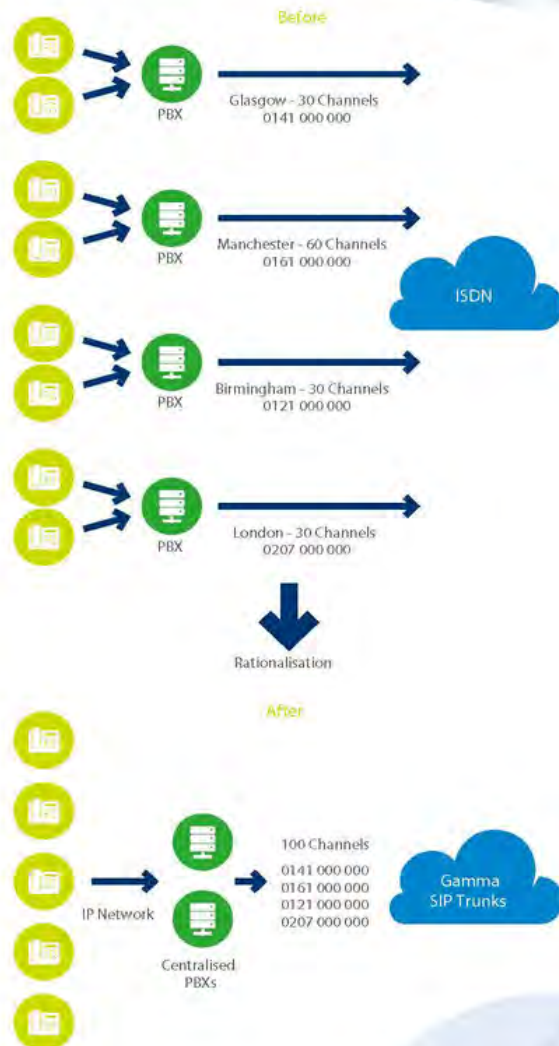 Before
PBX
Glasgow - 30 Channels
0141 000 000
PBX
Manchester - 60 Channels
0161 000 000
ISDN
PBX
Birmingham - 30 Channels
0121 000 000
PBX
London - 30 Channels
0207 000 000
Rationalisation
After
IP Network
Centralised
PBXs
100 Channels
0141 000 000
0161 000 000
0121 000 000
0207 000 000
Gamma
SIP Trunks